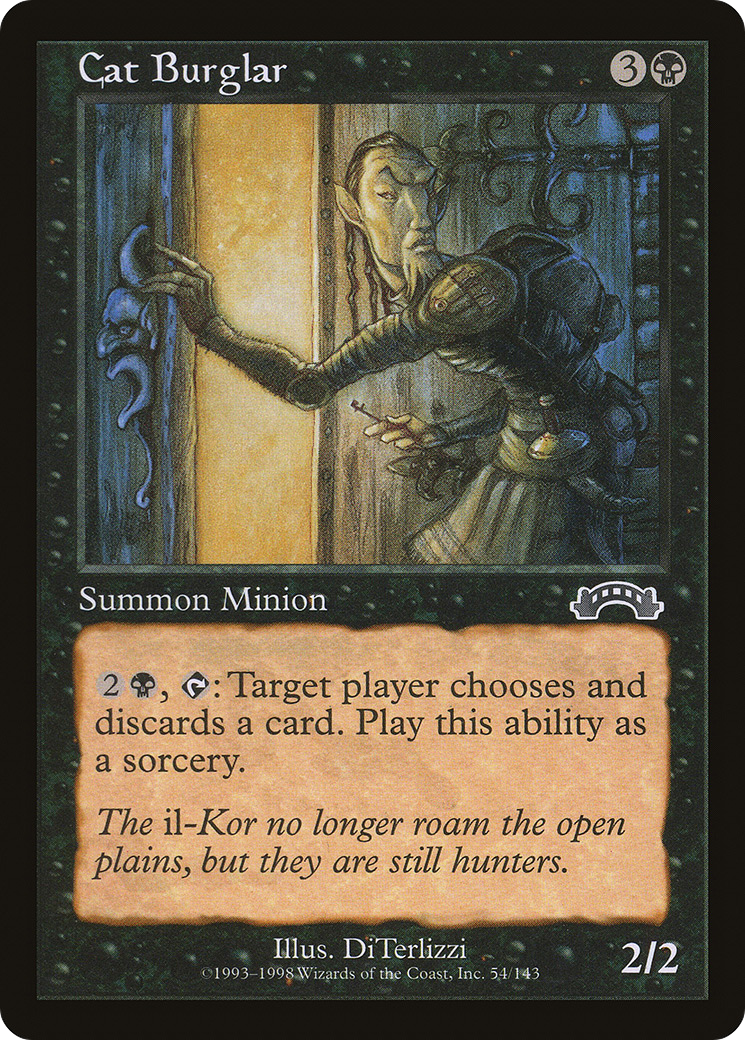 Cat Burglar 3
Summon Minion
2, : Target player chooses and
discards a card. Play this ability as
a sorcery.
The il-Kor no longer roam the open
plains, but they are still hunters.
Illus. DiTerlizzi
©1993–1998 Wizards of the Coast, Inc. 54/143
2/2